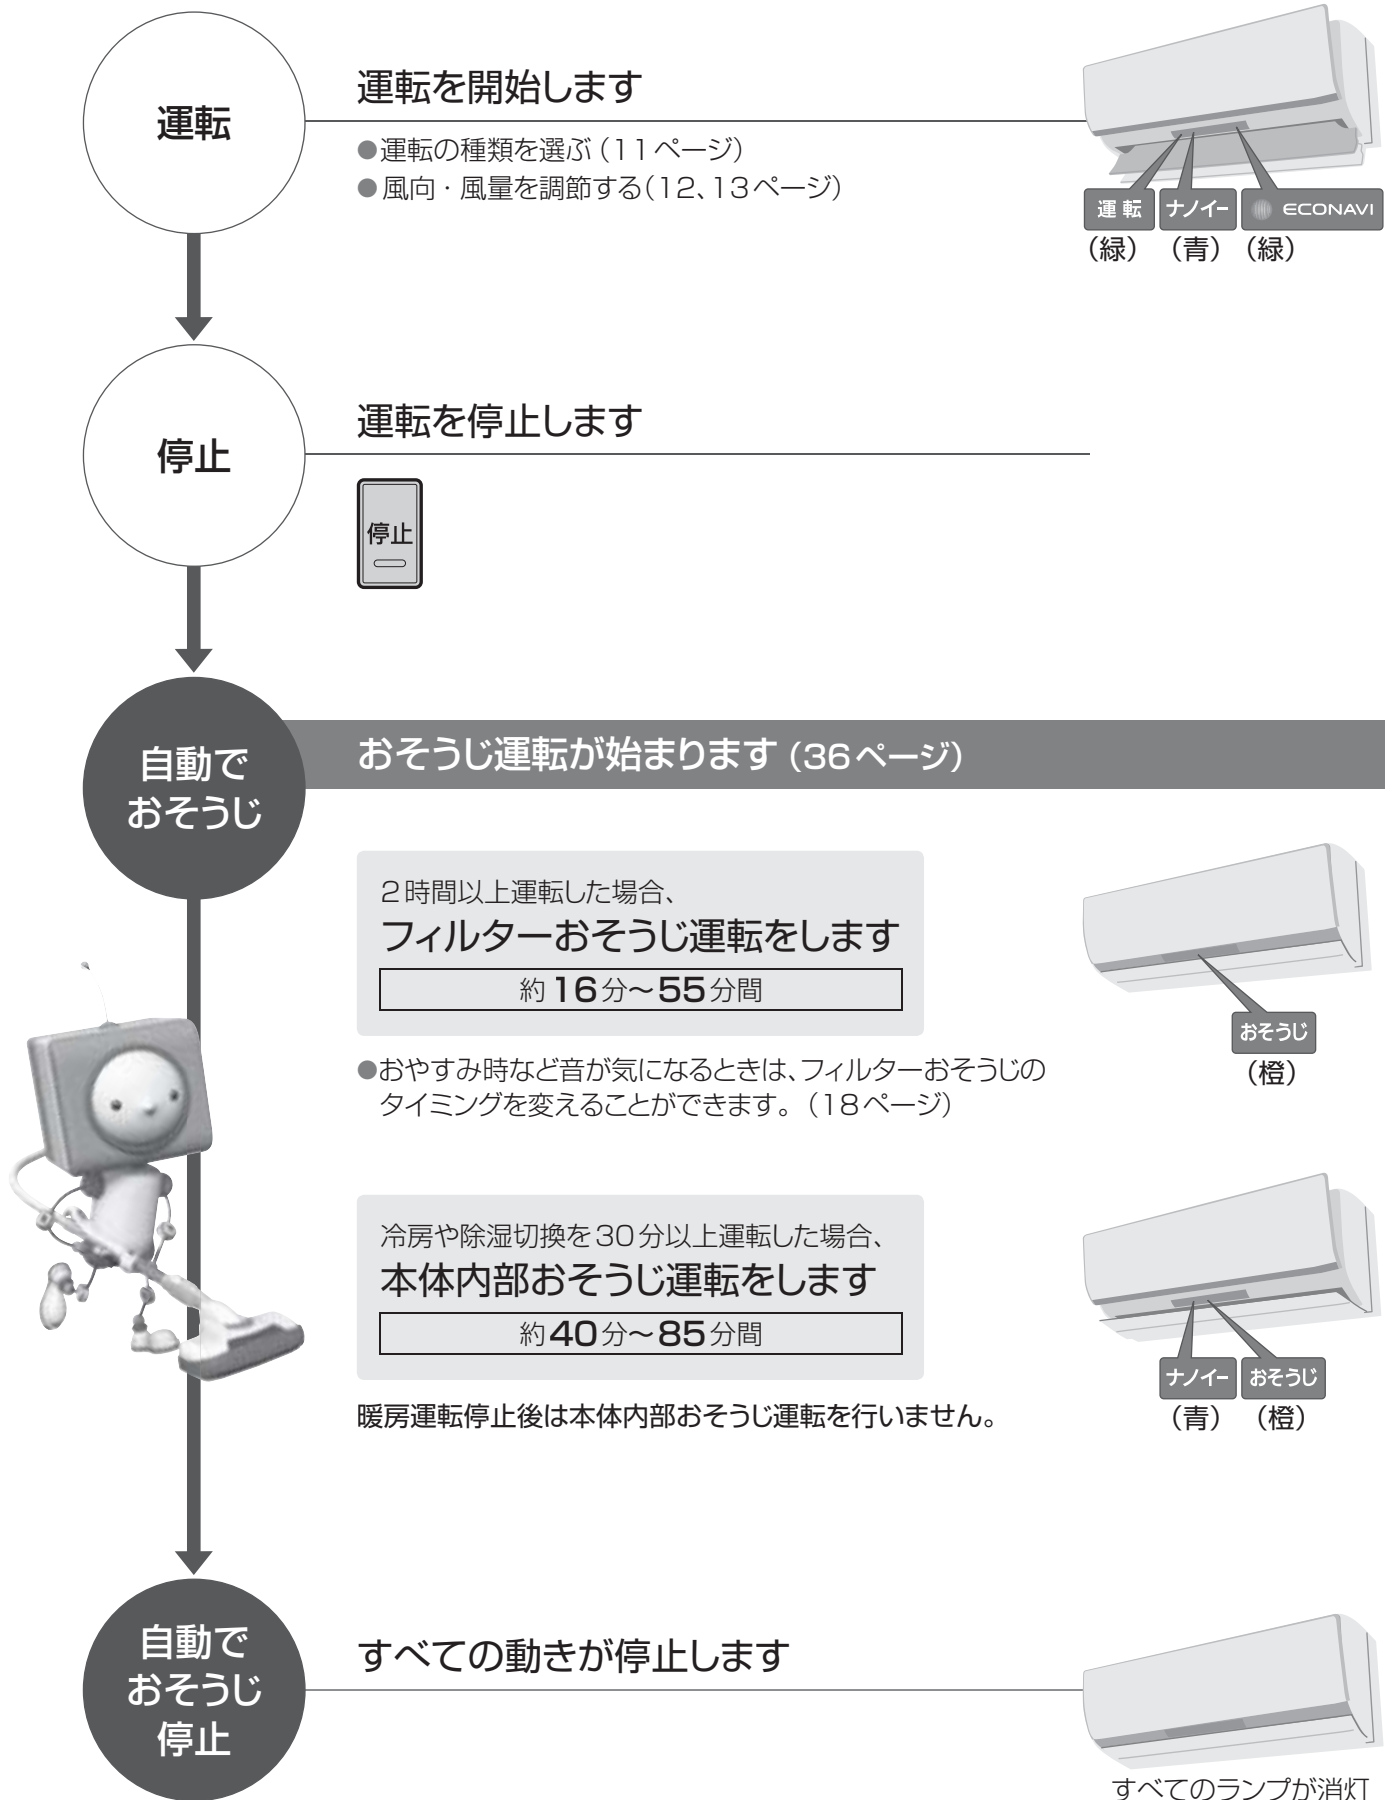 運転
運転を開始します
●運転の種類を選ぶ（11ページ）
●風向・風量を調節する（12、13ページ）
運転 ナノイー ECONAVI
（緑） （青） （緑）
停止
運転を停止します
停止
自動で
おそうじ
おそうじ運転が始まります（36ページ）
2時間以上運転した場合、
フィルターおそうじ運転をします
約16分～55分間
おそうじ
（橙）
●おやすみ時など音が気になるときは、フィルターおそうじの
タイミングを変えることができます。（18ページ）
冷房や除湿切換を30分以上運転した場合、
本体内部おそうじ運転をします
約40分～85分間
ナノイー おそうじ
（青） （橙）
暖房運転停止後は本体内部おそうじ運転を行いません。
自動で
おそうじ
停止
すべての動きが停止します
すべてのランプが消灯